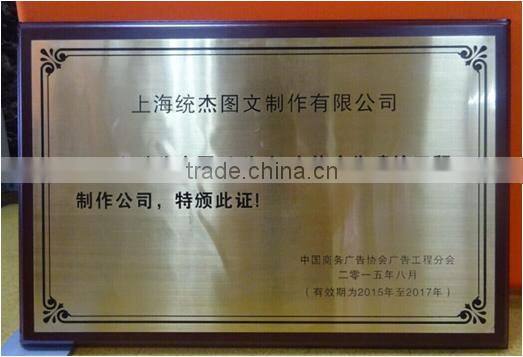 上海统杰图文制作有限公司
trade.china.cn
制作公司，特颁此证!
中国商务广告协会广告工程分会
二零一五年八月
（有效期为2015年至2017年）